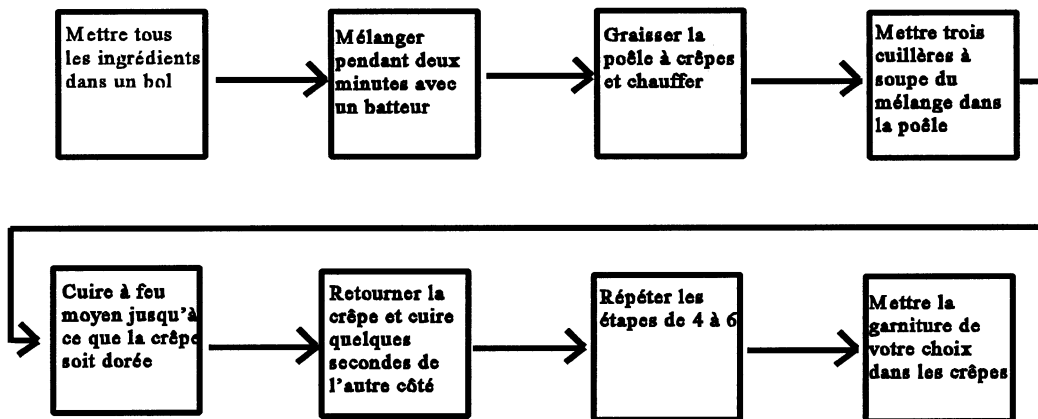 Mettre tous
les ingrédients
dans un bol
Mélanger
pendant deux
minutes avec
un batteur
Graisser la
poêle à crêpes
et chauffer
Mettre trois
cuillères à
soupe du
mélange dans
la poêle
Cuire à feu
moyen jusqu'à
ce que la crêpe
soit dorée
Retourner la
crêpe et cuire
quelques
secondes de
l'autre côté
Répéter les
étapes de 4 à 6
Mettre la
garniture de
votre choix
dans les crêpes